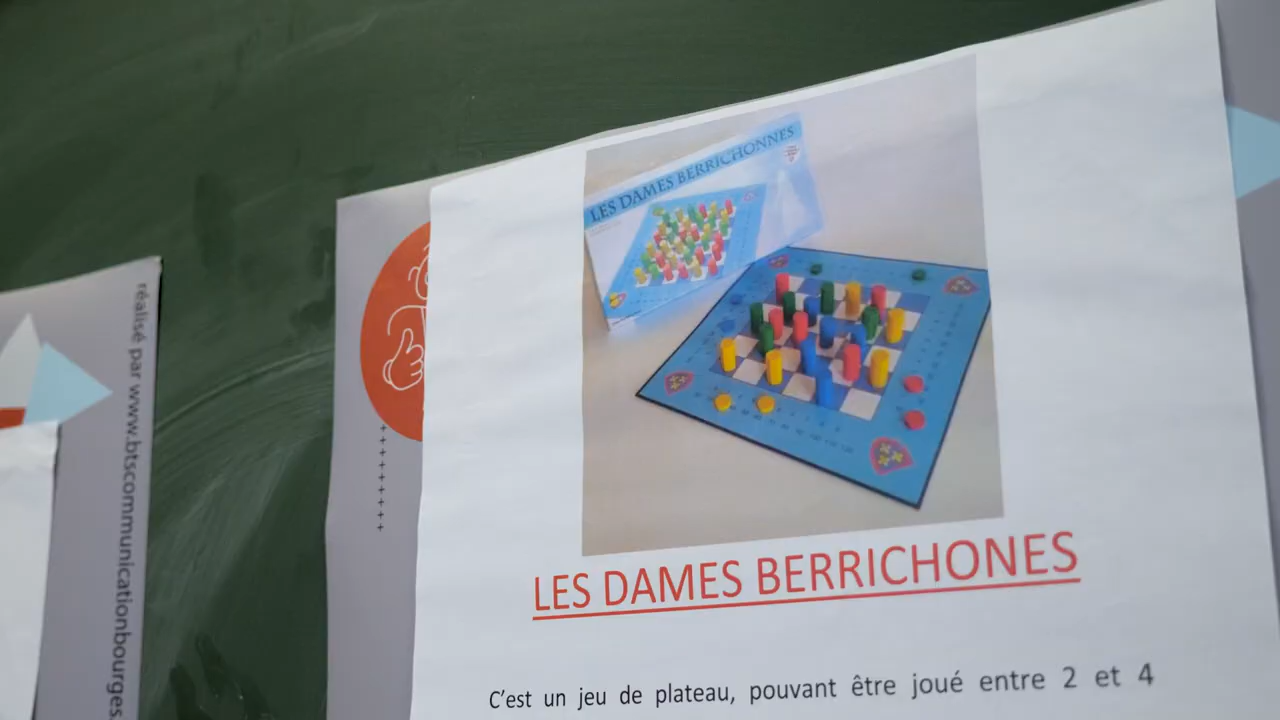 réalisé par www.btscommunicationbourges.
+++++++++
LES DAMES BERRICHONNES
LES DAMES BERRICHONES
C'est un jeu de plateau, pouvant être joué entre 2 et 4